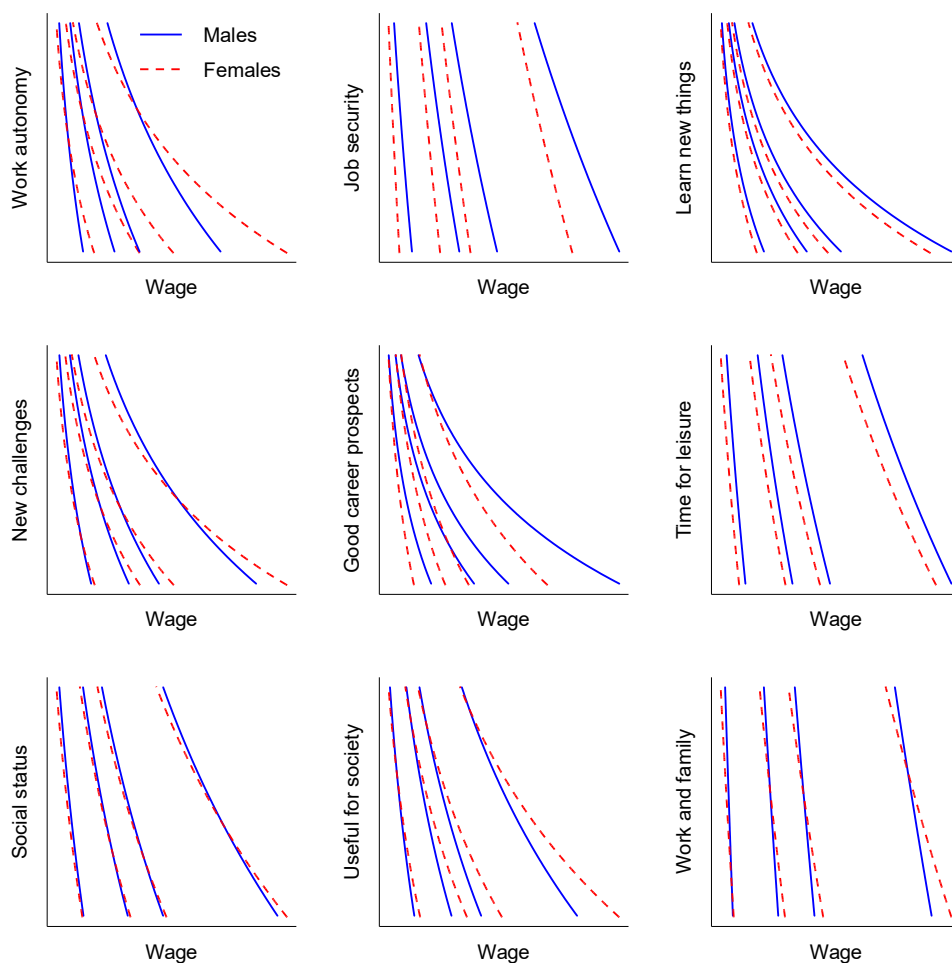 Males
Females
Work autonomy
Wage
Job security
Wage
Learn new things
Wage
New challenges
Wage
Good career prospects
Wage
Time for leisure
Wage
Social status
Wage
Useful for society
Wage
Work and family
Wage